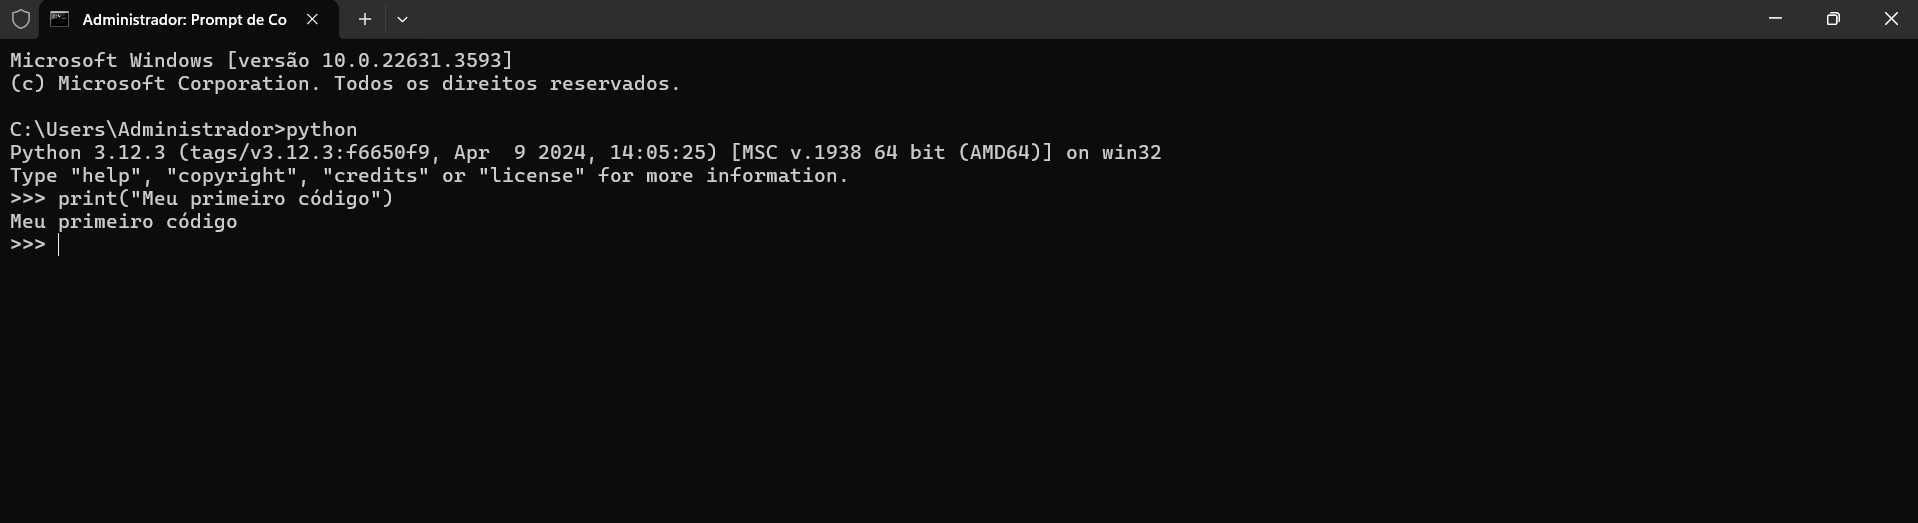 Administrador: Prompt de Co
Microsoft Windows [versão 10.0.22631.3593]
(c) Microsoft Corporation. Todos os direitos reservados.
C:\Users\Administrador>python
Python 3.12.3 (tags/v3.12.3:f6650f9, Apr  9 2024, 14:05:25) [MSC v.1938 64 bit (AMD64)] on win32
Type "help", "copyright", "credits" or "license" for more information.
>>> print("Meu primeiro código")
Meu primeiro código
>>>